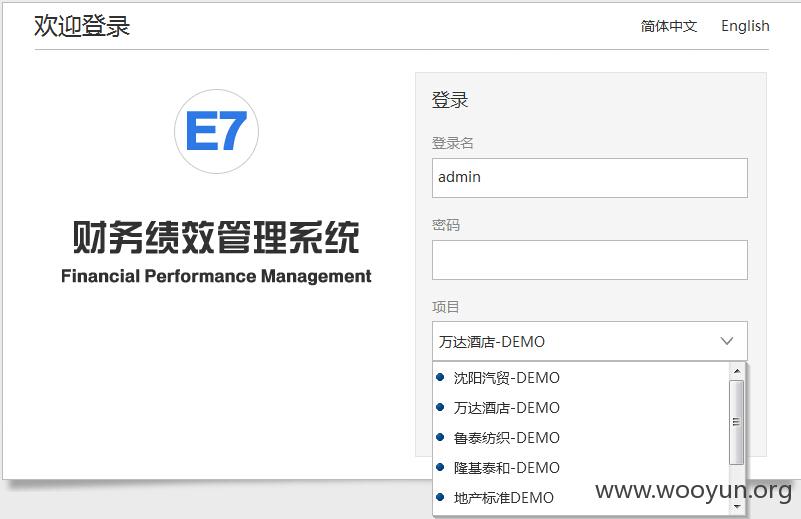 欢迎登录
简体中文 English
E7
财务绩效管理系统
Financial Performance Management
登录
登录名
admin
密码
项目
万达酒店-DEMO
沈阳汽贸-DEMO
万达酒店-DEMO
鲁泰纺织-DEMO
隆基泰和-DEMO
地产标准DEMO
www.wooyun.org